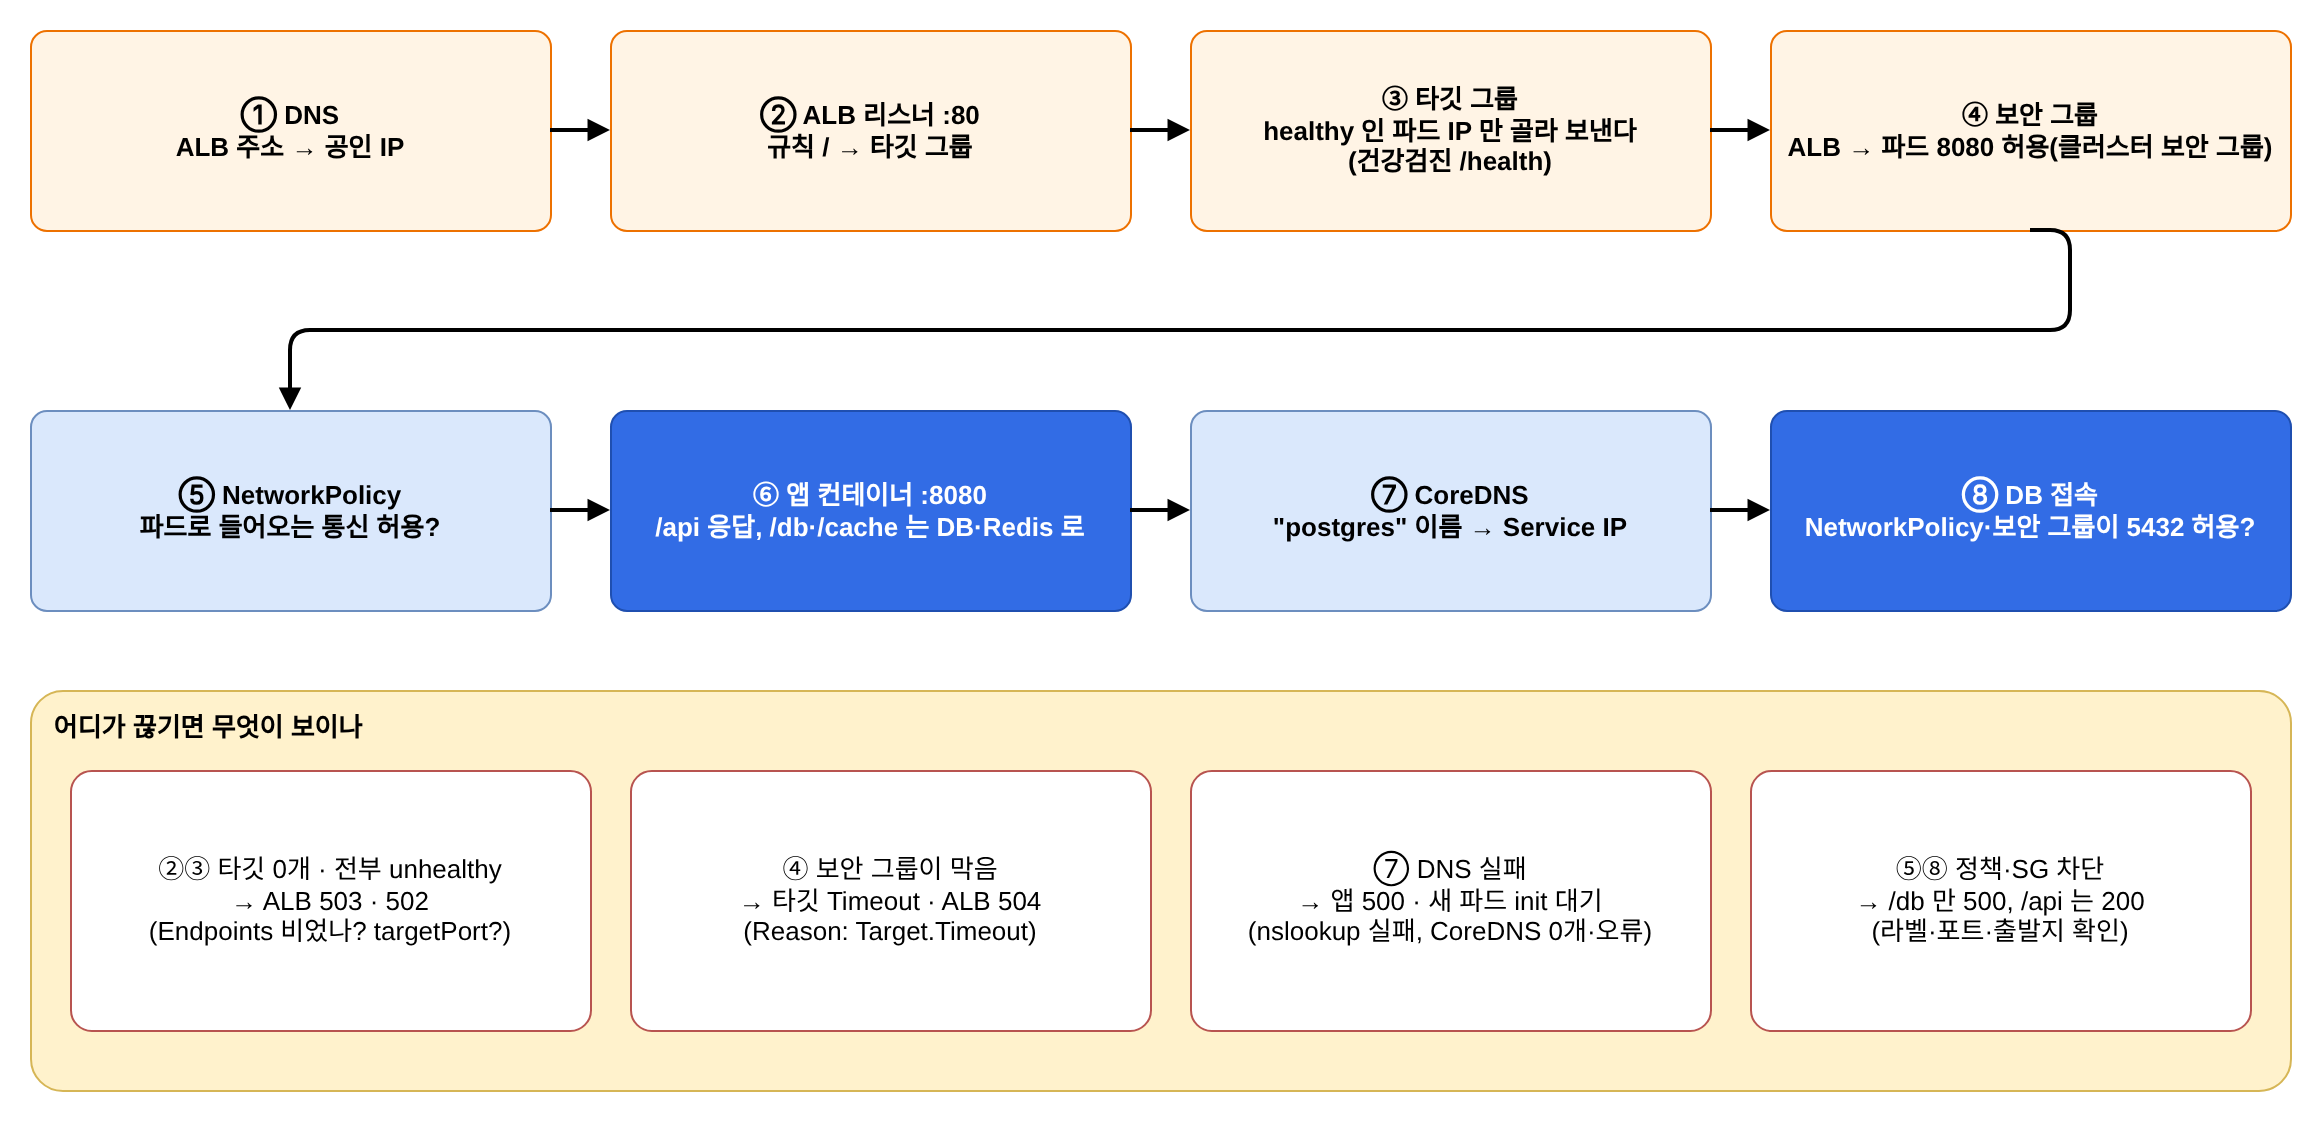 ① DNS
ALB 주소 → 공인 IP
② ALB 리스너 :80
규칙 / → 타깃 그룹
③ 타깃 그룹
healthy 인 파드 IP 만 골라 보낸다
(건강검진 /health)
④ 보안 그룹
ALB → 파드 8080 허용(클러스터 보안 그룹)
⑤ NetworkPolicy
파드로 들어오는 통신 허용?
⑥ 앱 컨테이너 :8080
/api 응답, /db·/cache 는 DB·Redis 로
⑦ CoreDNS
"postgres" 이름 → Service IP
⑧ DB 접속
NetworkPolicy·보안 그룹이 5432 허용?
어디가 끊기면 무엇이 보이나
②③ 타깃 0개 · 전부 unhealthy
→ ALB 503 · 502
(Endpoints 비었나? targetPort?)
④ 보안 그룹이 막음
→ 타깃 Timeout · ALB 504
(Reason: Target.Timeout)
⑦ DNS 실패
→ 앱 500 · 새 파드 init 대기
(nslookup 실패, CoreDNS 0개·오류)
⑤⑧ 정책·SG 차단
→ /db 만 500, /api 는 200
(라벨·포트·출발지 확인)